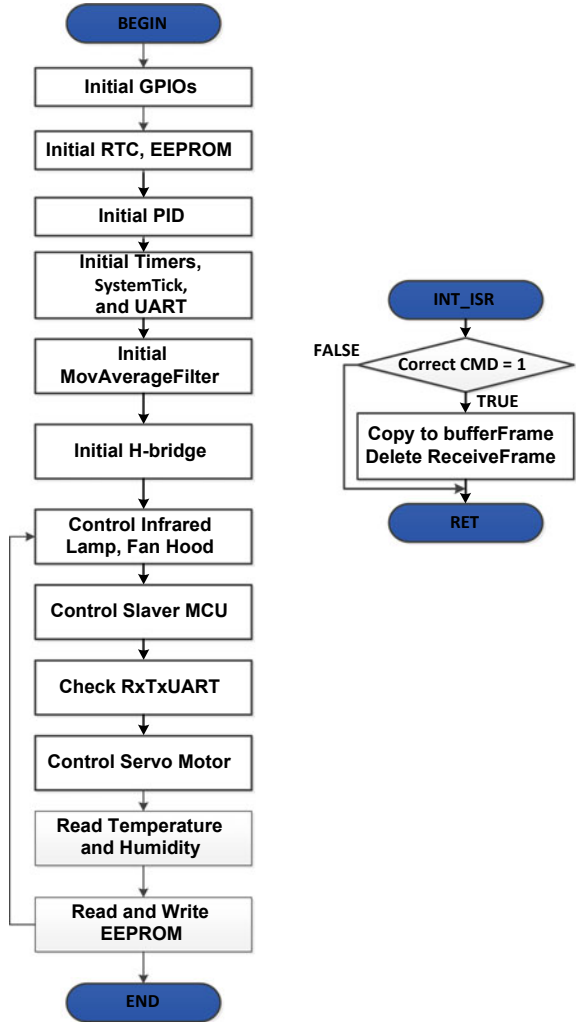 BEGIN
Initial GPIOs
Initial RTC, EEPROM
Initial PID
Initial Timers,
SystemTick,
and UART
Initial
MovAverageFilter
Initial H-bridge
Control Infrared
Lamp, Fan Hood
Control Slaver MCU
Check RxTxUART
Control Servo Motor
Read Temperature
and Humidity
Read and Write
EEPROM
END
INT_ISR
FALSE
Correct CMD = 1
TRUE
Copy to bufferFrame
Delete ReceiveFrame
RET